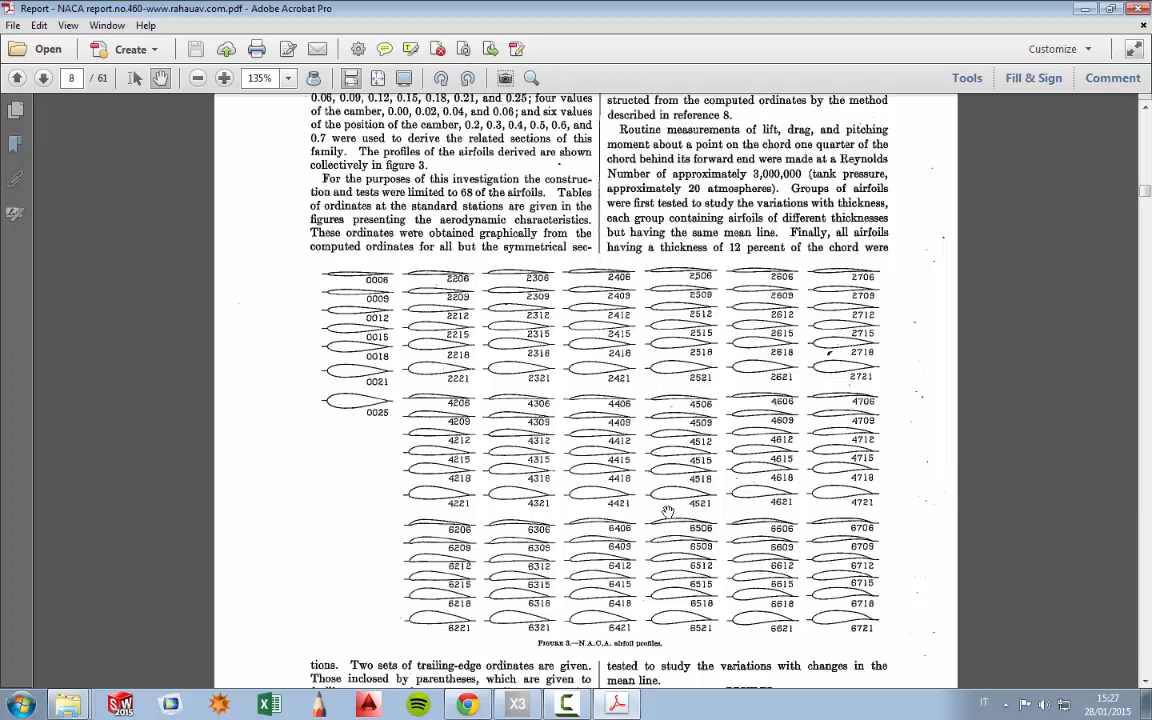 Report - NACA report.no.460-www.rahauav.com.pdf - Adobe Acrobat Pro
File Edit View Window Help
Open Create Customize
8 / 61 135% Tools Fill & Sign Comment
0.06, 0.09, 0.12, 0.15, 0.18, 0.21, and 0.25; four values
of the camber, 0.00, 0.02, 0.04, and 0.06; and six values
of the position of the camber, 0.2, 0.3, 0.4, 0.5, 0.6, and
0.7 were used to derive the related sections of this
family. The profiles of the airfoils derived are shown
collectively in figure 3.
For the purposes of this investigation the construc-
tion and tests were limited to 68 of the airfoils. Tables
of ordinates at the standard stations are given in the
figures presenting the aerodynamic characteristics.
These ordinates were obtained graphically from the
computed ordinates for all but the symmetrical sec-
structed from the computed ordinates by the method
described in reference 8.
Routine measurements of lift, drag, and pitching
moment about a point on the chord one quarter of the
chord behind its forward end were made at a Reynolds
Number of approximately 3,000,000 (tank pressure,
approximately 20 atmospheres). Groups of airfoils
were first tested to study the variations with thickness,
each group containing airfoils of different thicknesses
but having the same mean line. Finally, all airfoils
having a thickness of 12 percent of the chord were
0006 2206 2306 2406 2506 2606 2706
0009 2209 2309 2409 2509 2609 2709
0012 2212 2312 2412 2512 2612 2712
0015 2215 2315 2415 2515 2615 2715
0018 2218 2318 2418 2518 2618 2718
0021 2221 2321 2421 2521 2621 2721
0025 4206 4306 4406 4506 4606 4706
4209 4309 4409 4509 4609 4709
4212 4312 4412 4512 4612 4712
4215 4315 4415 4515 4615 4715
4218 4318 4418 4518 4618 4718
4221 4321 4421 4521 4621 4721
6206 6306 6406 6506 6606 6706
6209 6309 6409 6509 6609 6709
6212 6312 6412 6512 6612 6712
6215 6315 6415 6515 6615 6715
6218 6318 6418 6518 6618 6718
6221 6321 6421 6521 6621 6721
FIGURE 3.—N.A.C.A. airfoil profiles.
tions. Two sets of trailing-edge ordinates are given.
Those inclosed by parentheses, which are given to
tested to study the variations with changes in the
mean line.
SW
2015
X3
IT
15:27
28/01/2015